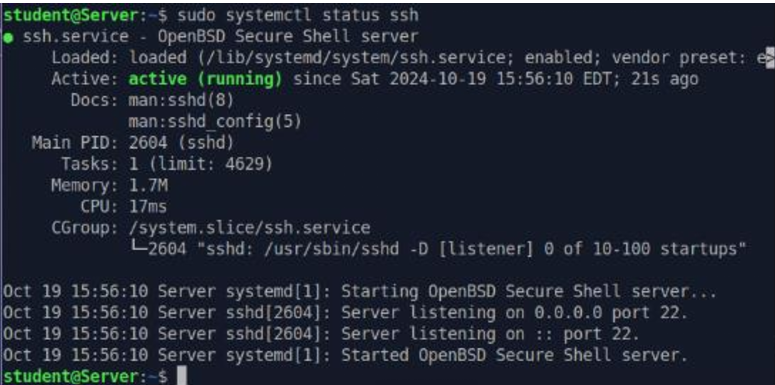 student@Server:~$ sudo systemctl status ssh
● ssh.service - OpenBSD Secure Shell server
     Loaded: loaded (/lib/systemd/system/ssh.service; enabled; vendor preset: e>
     Active: active (running) since Sat 2024-10-19 15:56:10 EDT; 21s ago
       Docs: man:sshd(8)
             man:sshd_config(5)
   Main PID: 2604 (sshd)
      Tasks: 1 (limit: 4629)
     Memory: 1.7M
        CPU: 17ms
     CGroup: /system.slice/ssh.service
             └─2604 "sshd: /usr/sbin/sshd -D [listener] 0 of 10-100 startups"
Oct 19 15:56:10 Server systemd[1]: Starting OpenBSD Secure Shell server...
Oct 19 15:56:10 Server sshd[2604]: Server listening on 0.0.0.0 port 22.
Oct 19 15:56:10 Server sshd[2604]: Server listening on :: port 22.
Oct 19 15:56:10 Server systemd[1]: Started OpenBSD Secure Shell server.
student@Server:~$